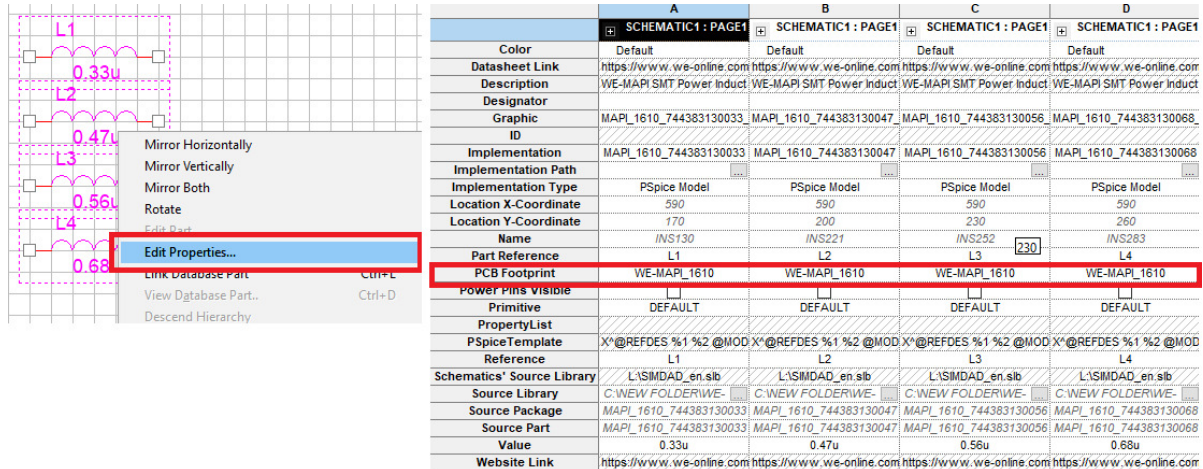 L1
0.33u
L2
0.47u
L3
0.56u
L4
0.68
Mirror Horizontally
Mirror Vertically
Mirror Both
Rotate
Edit Part
Edit Properties...
Link Database Part Ctrl+L
View Database Part.. Ctrl+D
Descend Hierarchy
A B C D
SCHEMATIC1 : PAGE1 SCHEMATIC1 : PAGE1 SCHEMATIC1 : PAGE1 SCHEMATIC1 : PAGE1
Color Default Default Default Default
Datasheet Link https://www.we-online.com https://www.we-online.com https://www.we-online.com https://www.we-online.com
Description WE-MAPI SMT Power Induct WE-MAPI SMT Power Induct WE-MAPI SMT Power Induct WE-MAPI SMT Power Induct
Designator
Graphic MAPI_1610_744383130033_ MAPI_1610_744383130047_ MAPI_1610_744383130056_ MAPI_1610_744383130068_
ID
Implementation MAPI_1610_744383130033 MAPI_1610_744383130047 MAPI_1610_744383130056 MAPI_1610_744383130068
Implementation Path ... ... ... ...
Implementation Type PSpice Model PSpice Model PSpice Model PSpice Model
Location X-Coordinate 590 590 590 590
Location Y-Coordinate 170 200 230 260
Name INS130 INS221 INS252 INS283
230
Part Reference L1 L2 L3 L4
PCB Footprint WE-MAPI_1610 WE-MAPI_1610 WE-MAPI_1610 WE-MAPI_1610
Power Pins Visible
Primitive DEFAULT DEFAULT DEFAULT DEFAULT
PropertyList
PSpiceTemplate X^@REFDES %1 %2 @MOD X^@REFDES %1 %2 @MOD X^@REFDES %1 %2 @MOD X^@REFDES %1 %2 @MOD
Reference L1 L2 L3 L4
Schematics' Source Library L:\SIMDAD_en.slb L:\SIMDAD_en.slb L:\SIMDAD_en.slb L:\SIMDAD_en.slb
Source Library C:\NEW FOLDER\WE- ... C:\NEW FOLDER\WE- ... C:\NEW FOLDER\WE- ... C:\NEW FOLDER\WE- ...
Source Package MAPI_1610_744383130033 MAPI_1610_744383130047 MAPI_1610_744383130056 MAPI_1610_744383130068
Source Part MAPI_1610_744383130033 MAPI_1610_744383130047 MAPI_1610_744383130056 MAPI_1610_744383130068
Value 0.33u 0.47u 0.56u 0.68u
Website Link https://www.we-online.com https://www.we-online.com https://www.we-online.com https://www.we-online.com